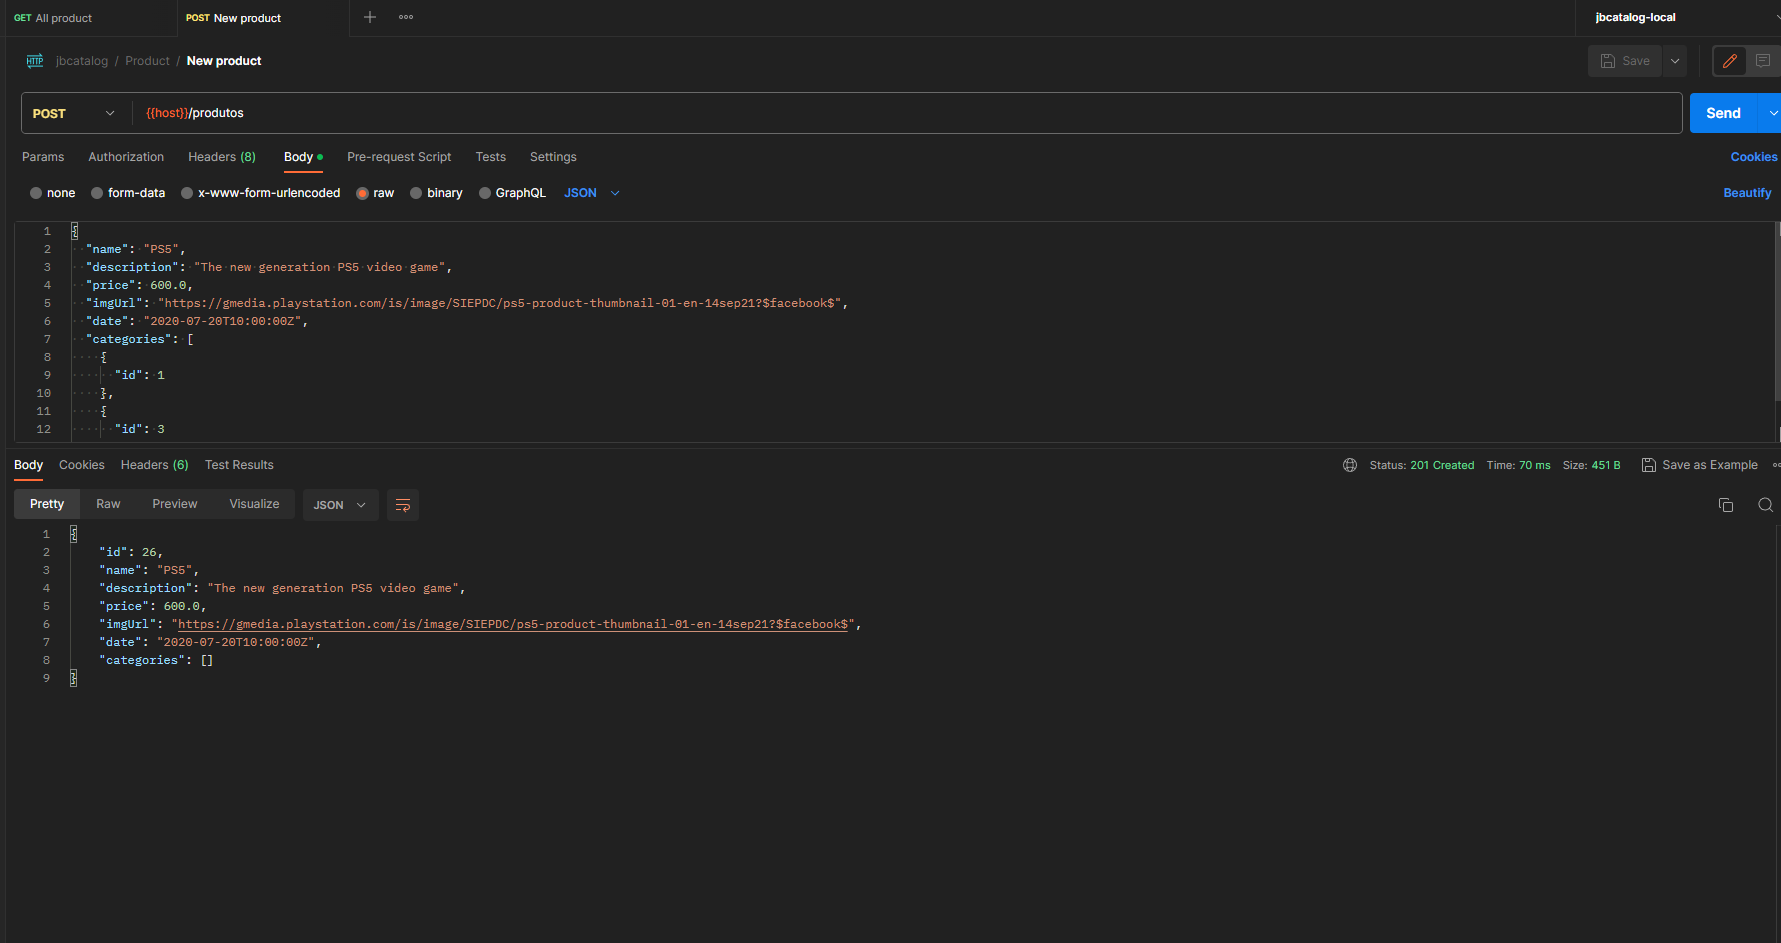 GET All product
POST New product
jbcatalog-local
HTTP jbcatalog / Product / New product
Save
POST {{host}}/produtos
Send
Params Authorization Headers (8) Body Pre-request Script Tests Settings Cookies
none form-data x-www-form-urlencoded raw binary GraphQL JSON Beautify
1 {
2 "name": "PS5",
3 "description": "The new generation PS5 video game",
4 "price": 600.0,
5 "imgUrl": "https://gmedia.playstation.com/is/image/SIEPDC/ps5-product-thumbnail-01-en-14sep21?$facebook$",
6 "date": "2020-07-20T10:00:00Z",
7 "categories": [
8 {
9 "id": 1
10 },
11 {
12 "id": 3
Body Cookies Headers (6) Test Results Status: 201 Created Time: 70 ms Size: 451 B Save as Example
Pretty Raw Preview Visualize JSON
1 {
2 "id": 26,
3 "name": "PS5",
4 "description": "The new generation PS5 video game",
5 "price": 600.0,
6 "imgUrl": "https://gmedia.playstation.com/is/image/SIEPDC/ps5-product-thumbnail-01-en-14sep21?$facebook$",
7 "date": "2020-07-20T10:00:00Z",
8 "categories": []
9 }